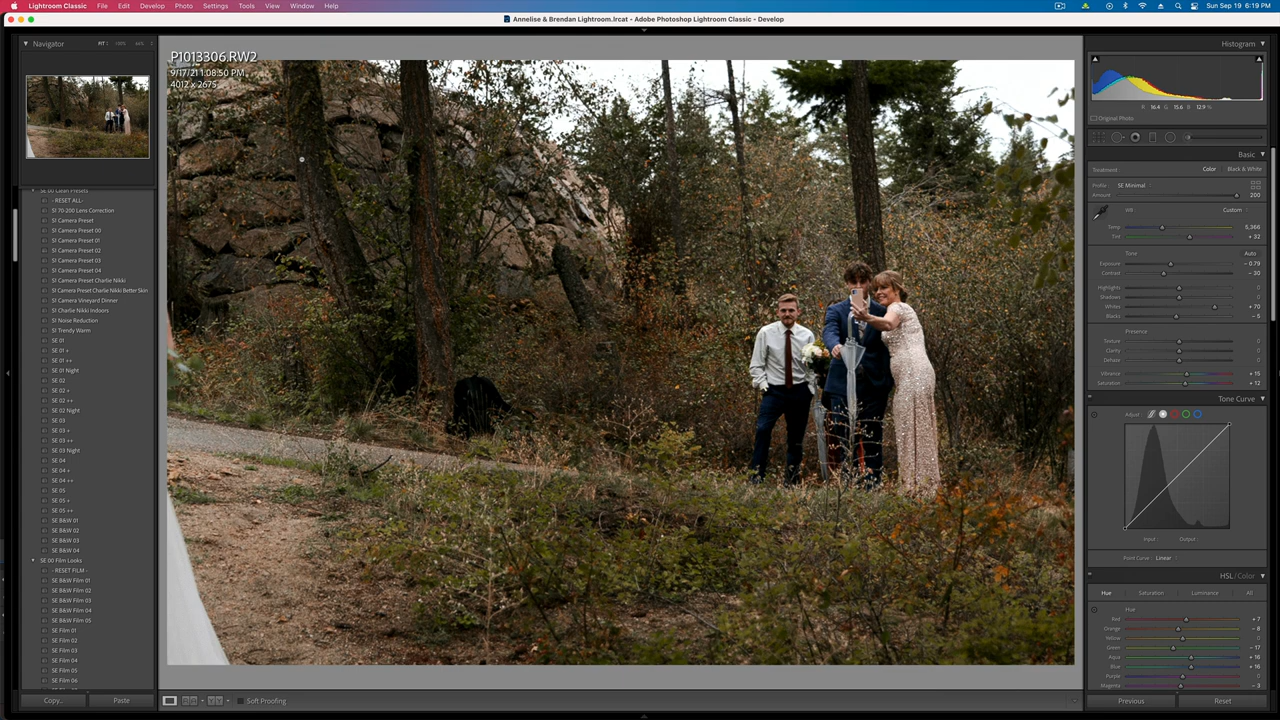 Lightroom Classic File Edit Develop Photo Settings Tools View Window Help
Sun Sep 19 6:19 PM
Annelise & Brendan Lightroom.lrcat - Adobe Photoshop Lightroom Classic - Develop
Navigator FIT 100%
P1013306.RW2
9/17/21 1:08:50 PM
4012 x 2675
SE 00 Clean Presets
- RESET ALL-
S! 70-200 Lens Correction
S! Camera Preset
S! Camera Preset 00
S! Camera Preset 01
S! Camera Preset 02
S! Camera Preset 03
S! Camera Preset 04
S! Camera Preset Charlie Nikki
S! Camera Preset Charlie Nikki Better Skin
S! Camera Vineyard Dinner
S! Charlie Nikki Indoors
S! Noise Reduction
S! Trendy Warm
SE 01
SE 01 +
SE 01 ++
SE 01 Night
SE 02
SE 02 +
SE 02 ++
SE 02 Night
SE 03
SE 03 +
SE 03 ++
SE 03 Night
SE 04
SE 04 +
SE 04 ++
SE 05
SE 05 +
SE 05 ++
SE B&W 01
SE B&W 02
SE B&W 03
SE B&W 04
SE 00 Film Looks
- RESET FILM -
SE B&W Film 01
SE B&W Film 02
SE B&W Film 03
SE B&W Film 04
SE B&W Film 05
SE Film 01
SE Film 02
SE Film 03
SE Film 04
SE Film 05
SE Film 06
Copy... Paste
Soft Proofing
Histogram
R 16.4 G 15.6 B 12.9 %
Original Photo
Basic
Treatment Color Black & White
Profile SE Minimal
Amount 200
WB Custom
Temp 5,366
Tint + 32
Tone Auto
Exposure - 0.79
Contrast - 30
Highlights 0
Shadows 0
Whites + 70
Blacks - 5
Presence
Texture 0
Clarity 0
Dehaze 0
Vibrance + 15
Saturation + 12
Tone Curve
Adjust
Input : Output :
Point Curve : Linear
HSL / Color
Hue Saturation Luminance All
Hue
Red + 7
Orange - 8
Yellow 0
Green - 17
Aqua + 16
Blue + 16
Purple 0
Magenta - 3
Previous Reset